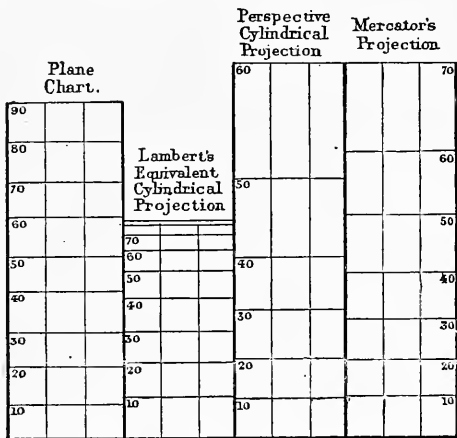 Plane
Chart.
90
80
70
60
50
40
30
20
10
Lambert's
Equivalent
Cylindrical
Projection
70
60
50
40
30
20
10
Perspective
Cylindrical
Projection
60
50
40
30
20
10
Mercator's
Projection
70
60
50
40
30
20
10